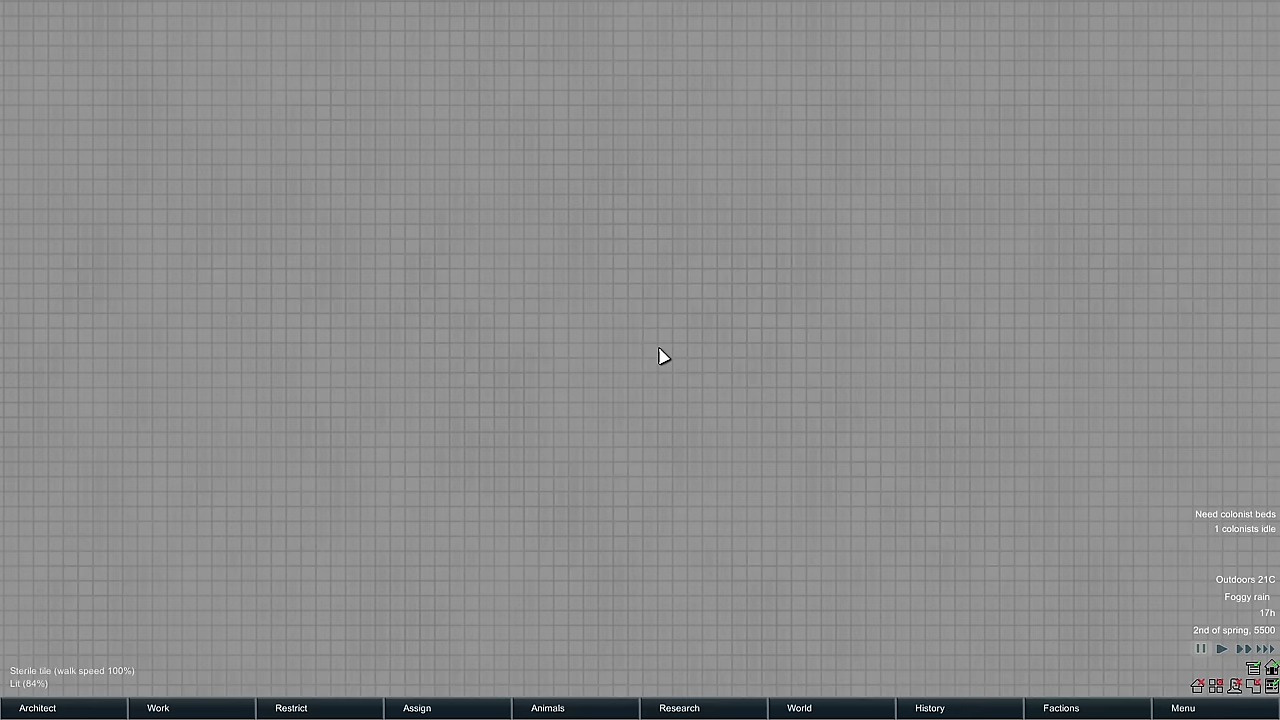 Need colonist beds
1 colonists idle
Outdoors 21C
Foggy rain
17h
2nd of spring, 5500
Sterile tile (walk speed 100%)
Lit (84%)
Architect
Work
Restrict
Assign
Animals
Research
World
History
Factions
Menu